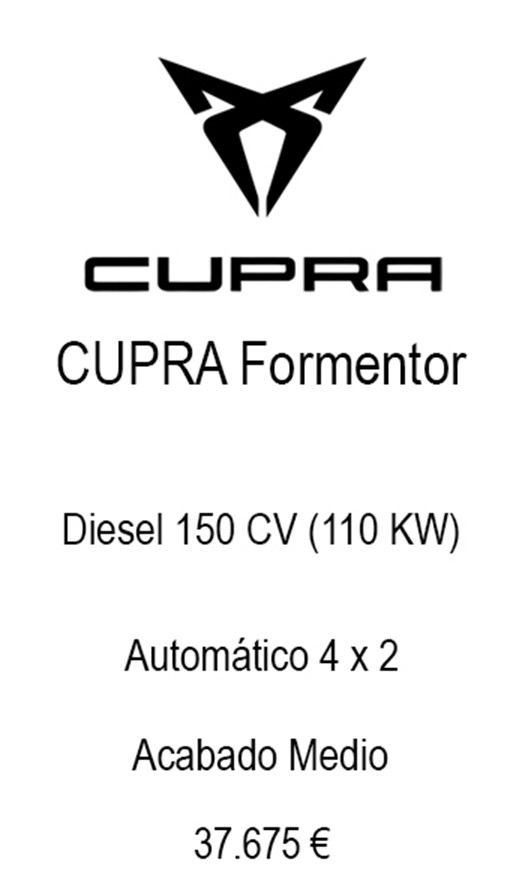 CUPRA
CUPRA Formentor
Diesel 150 CV (110 KW)
Automático 4 x 2
Acabado Medio
37.675 €